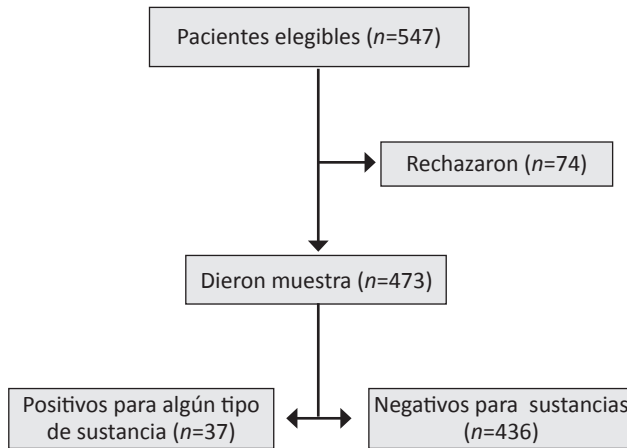 Pacientes elegibles (n=547)
Rechazaron (n=74)
Dieron muestra (n=473)
Positivos para algún tipo
de sustancia (n=37)
Negativos para sustancias
(n=436)